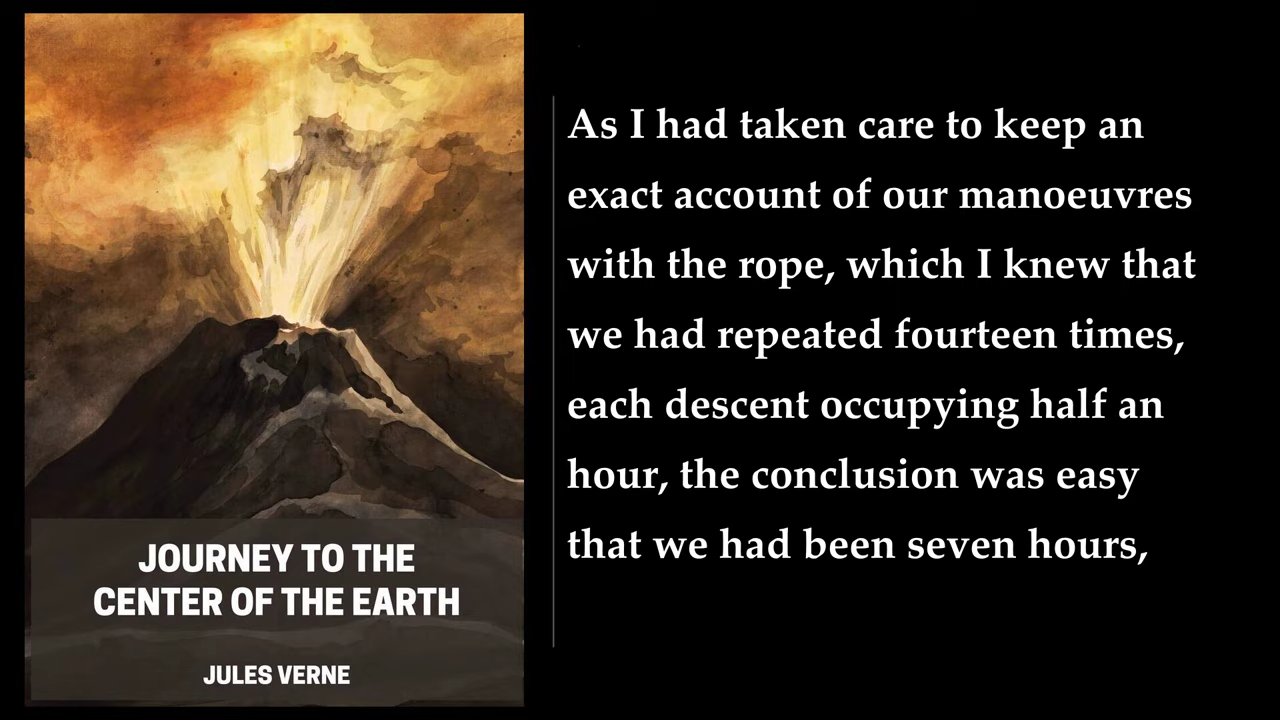 JOURNEY TO THE
CENTER OF THE EARTH
JULES VERNE
As I had taken care to keep an
exact account of our manoeuvres
with the rope, which I knew that
we had repeated fourteen times,
each descent occupying half an
hour, the conclusion was easy
that we had been seven hours,